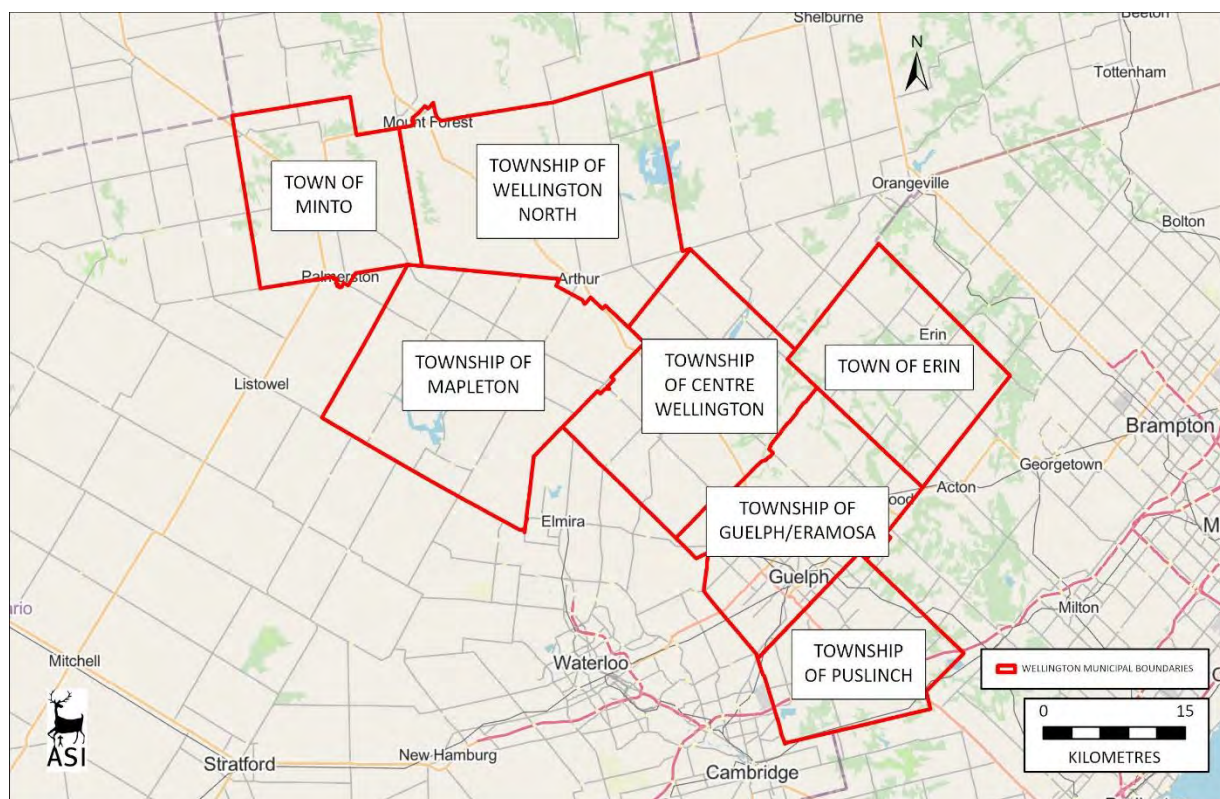 Shelburne
Beeton
N
Tottenham
Mount Forest
TOWN OF
MINTO
TOWNSHIP OF
WELLINGTON
NORTH
Orangeville
Bolton
Palmerston
Arthur
Erin
TOWNSHIP OF
MAPLETON
TOWNSHIP
OF CENTRE
WELLINGTON
TOWN OF ERIN
Listowel
Brampton
Georgetown
Acton
ood
TOWNSHIP OF
GUELPH/ERAMOSA
Elmira
Guelph
Milton
ario
Mitchell
Waterloo
TOWNSHIP
OF PUSLINCH
WELLINGTON MUNICIPAL BOUNDARIES
0 15
KILOMETRES
ASI
New Hamburg
Stratford
Cambridge